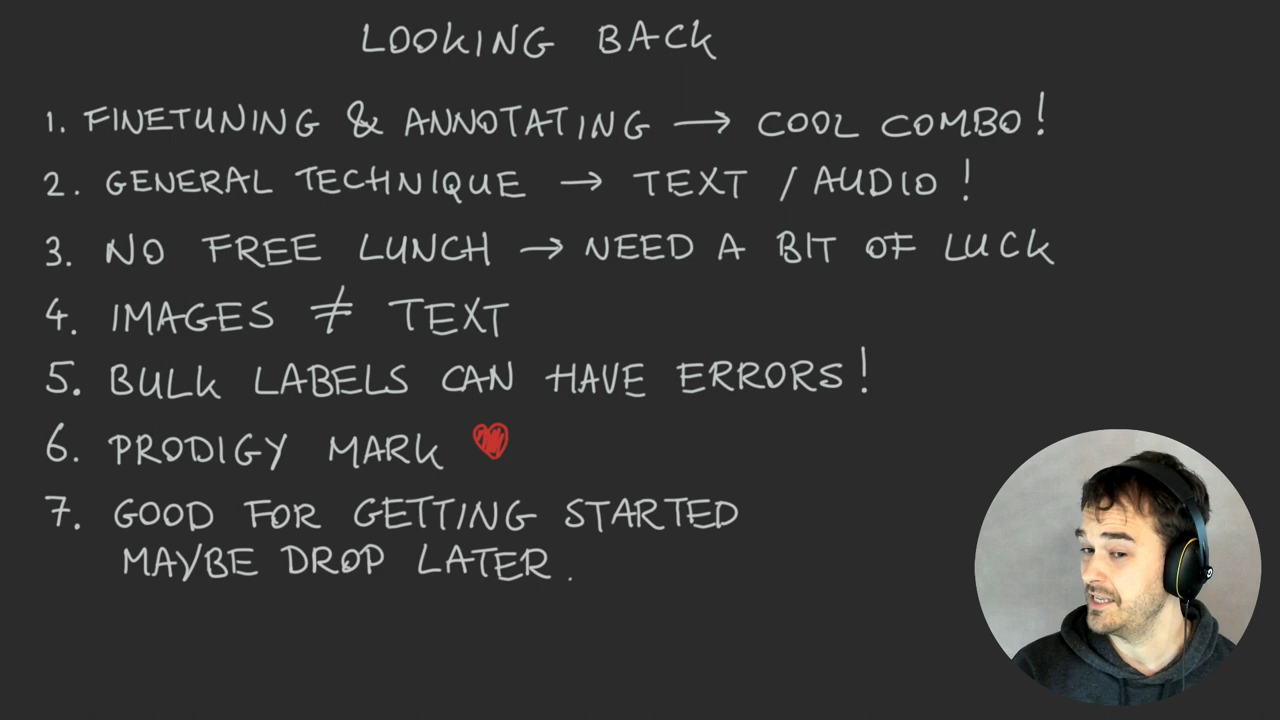 LOOKING BACK
1. FINETUNING & ANNOTATING → COOL COMBO!
2. GENERAL TECHNIQUE → TEXT / AUDIO!
3. NO FREE LUNCH → NEED A BIT OF LUCK
4. IMAGES ≠ TEXT
5. BULK LABELS CAN HAVE ERRORS!
6. PRODIGY MARK ❤
7. GOOD FOR GETTING STARTED
MAYBE DROP LATER.